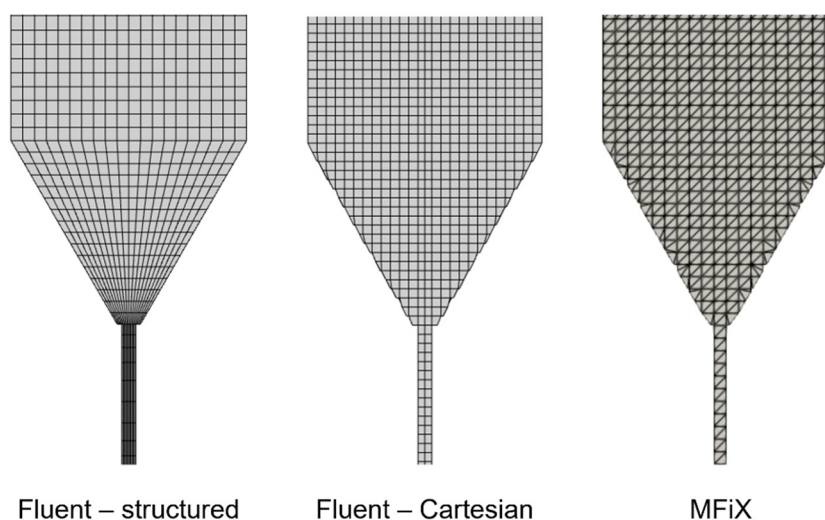 Fluent – structured
Fluent – Cartesian
MFiX